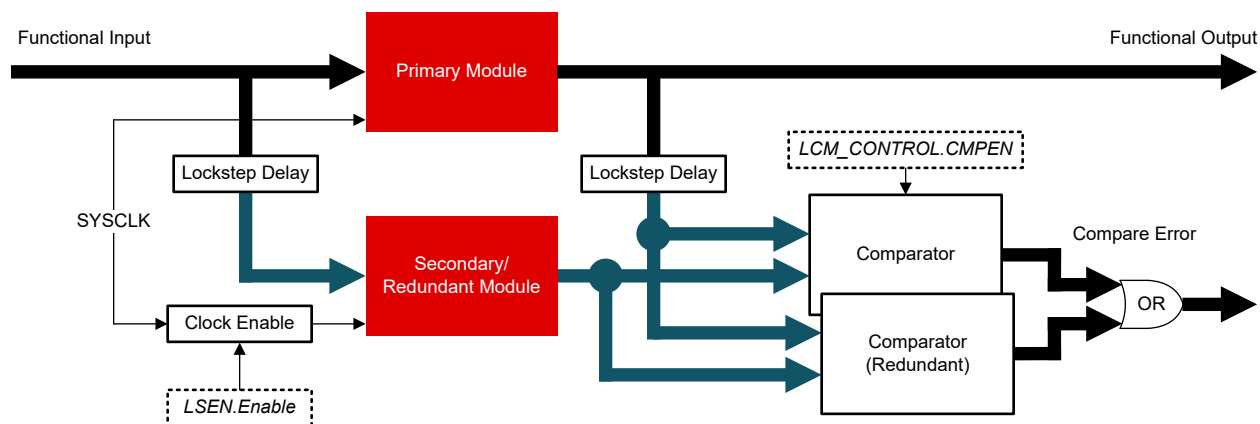 Functional Input
Functional Output
Primary Module
LCM_CONTROL.CMPEN
Lockstep Delay
Lockstep Delay
SYSCLK
Compare Error
Comparator
Secondary/
Redundant Module
OR
Clock Enable
Comparator
(Redundant)
LSEN.Enable